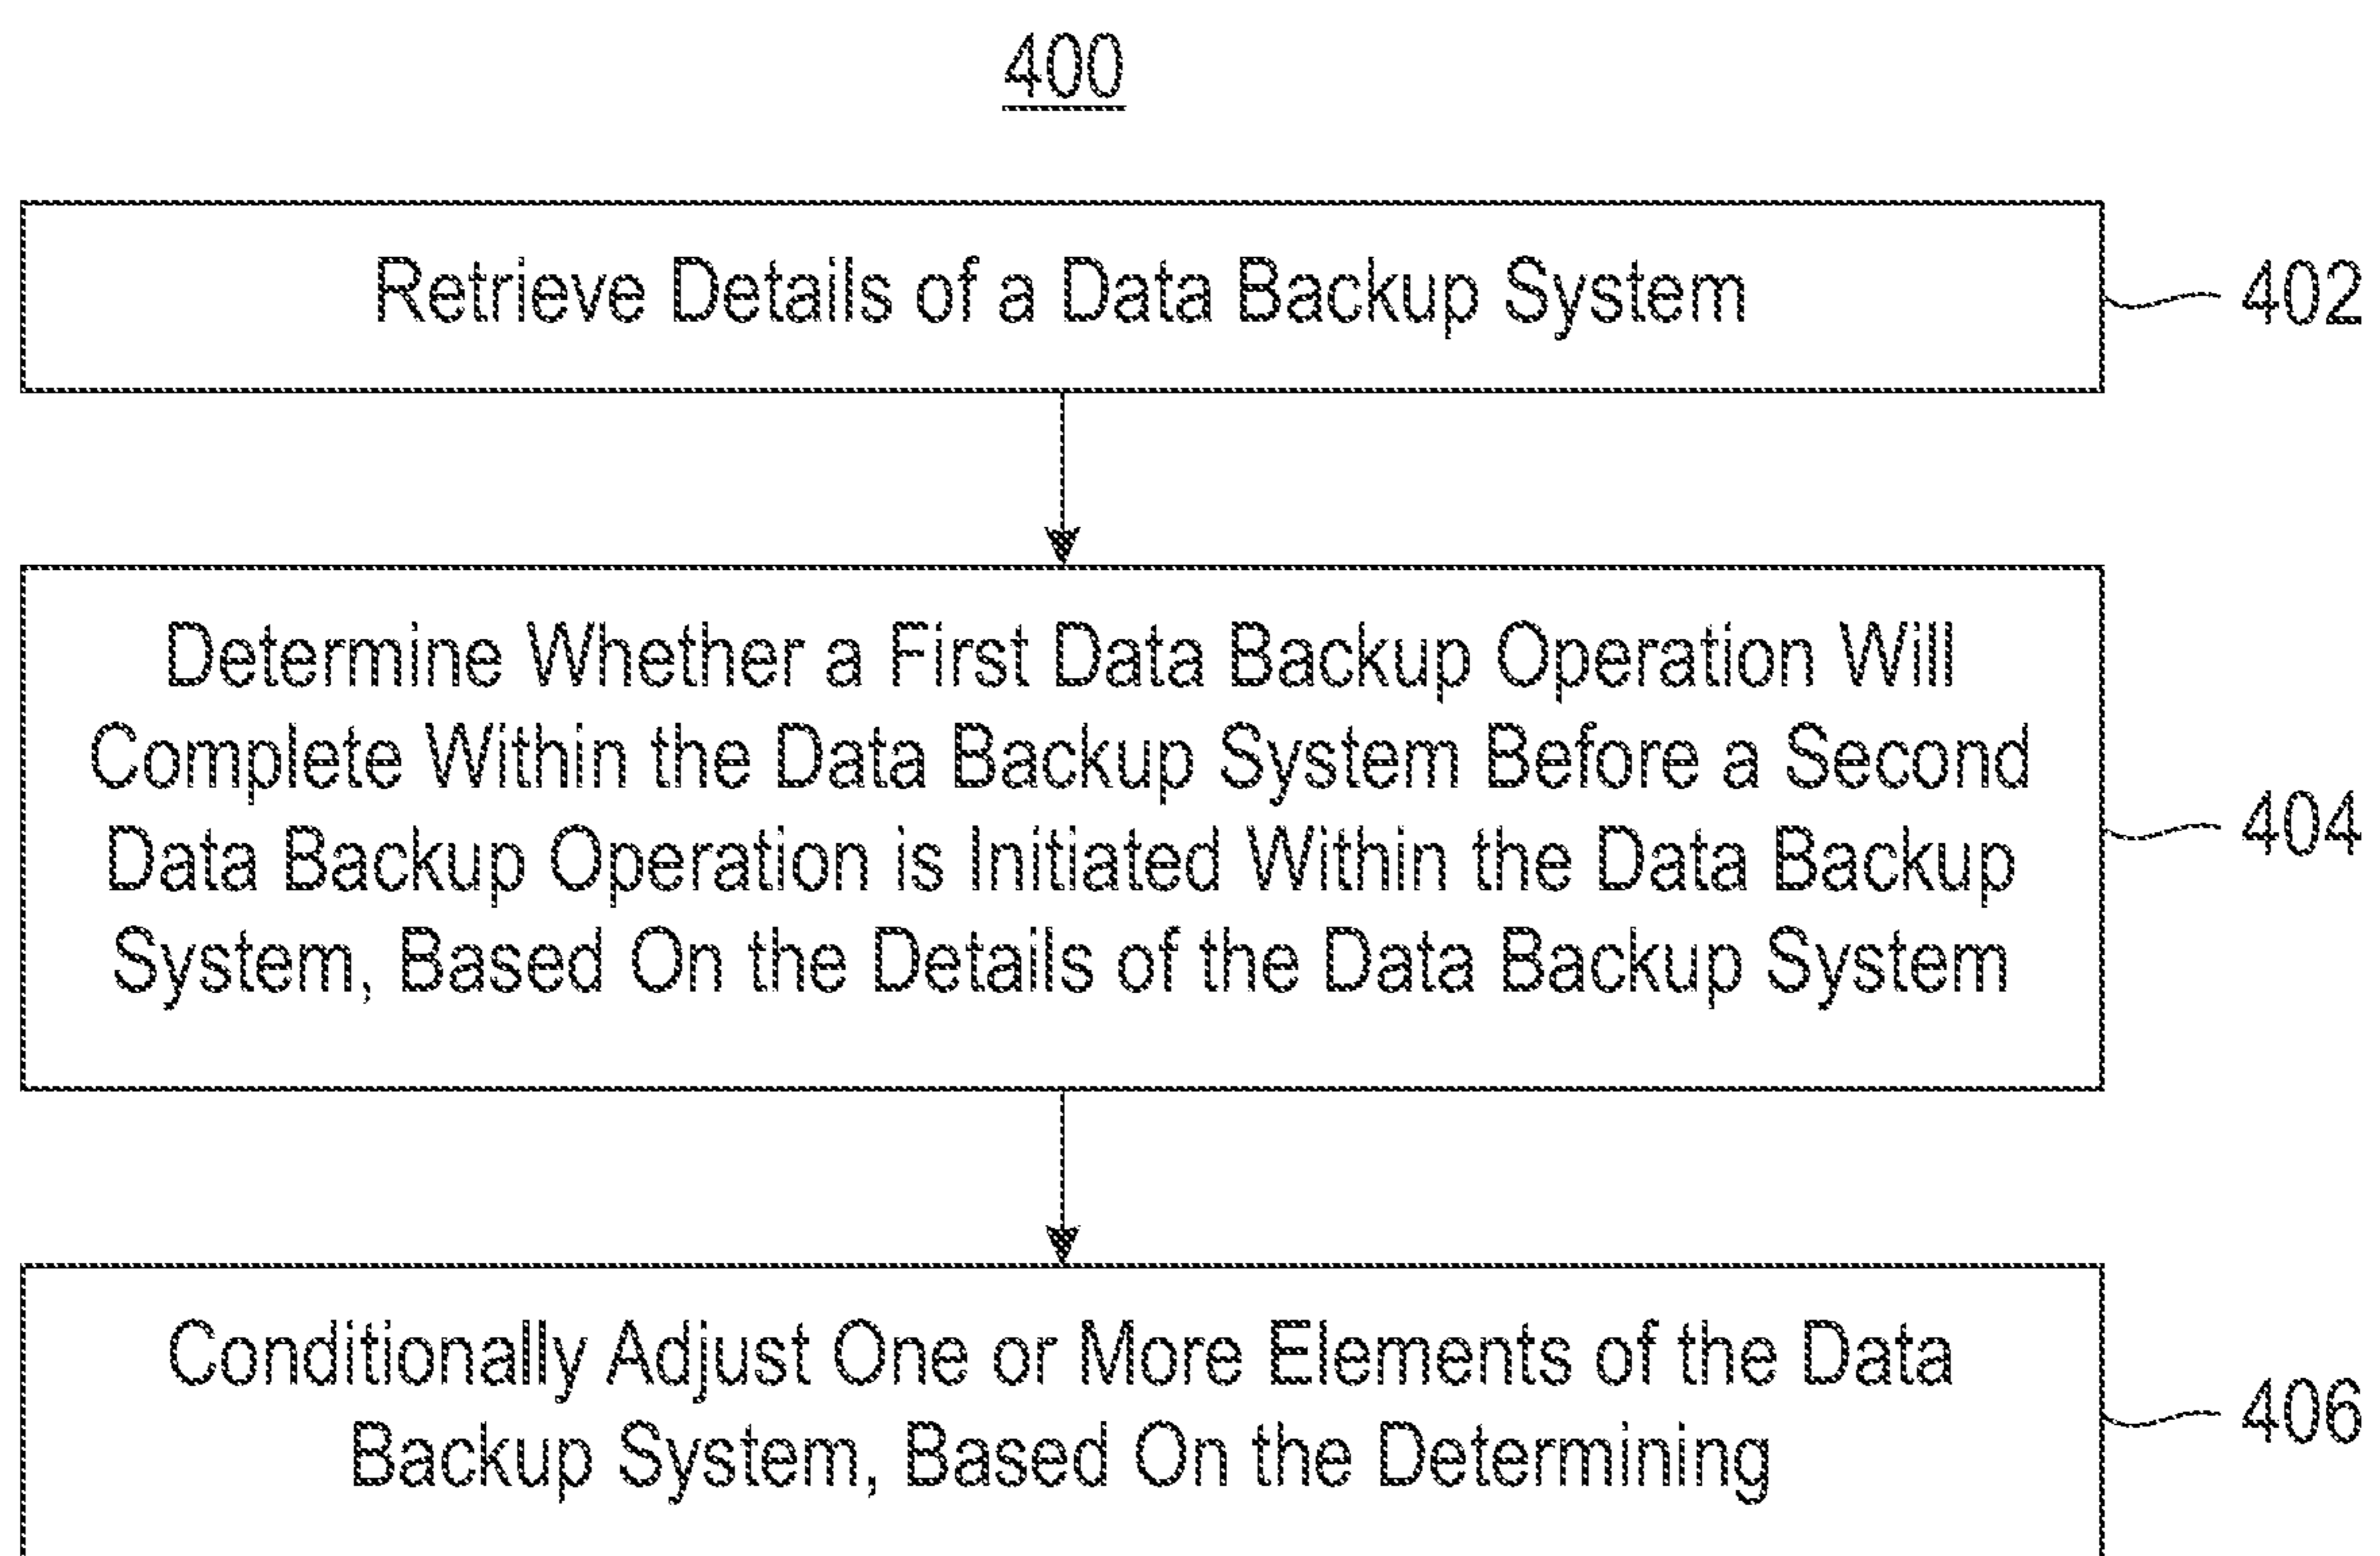 400
Retrieve Details of a Data Backup System
402
Determine Whether a First Data Backup Operation Will
Complete Within the Data Backup System Before a Second
Data Backup Operation is Initiated Within the Data Backup
System, Based On the Details of the Data Backup System
404
Conditionally Adjust One or More Elements of the Data
Backup System, Based On the Determining
406